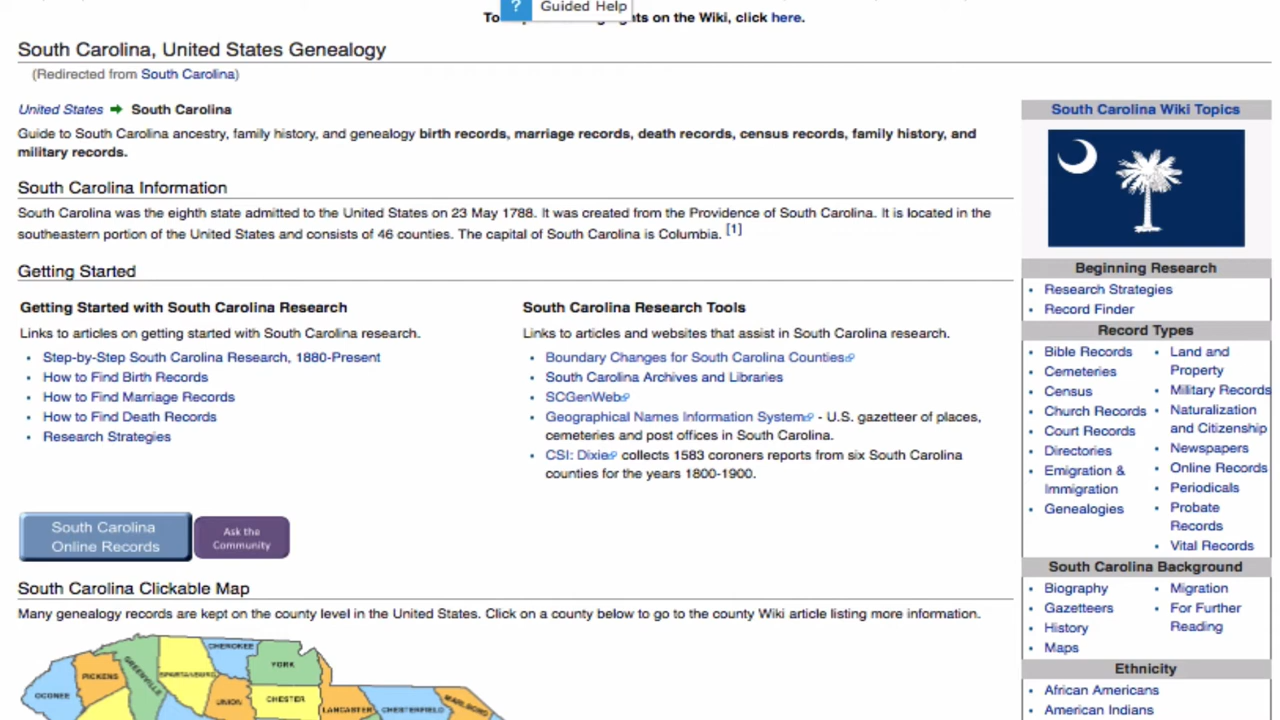 ? Guided Help
To ts on the Wiki, click here.
South Carolina, United States Genealogy
(Redirected from South Carolina)
United States South Carolina
Guide to South Carolina ancestry, family history, and genealogy birth records, marriage records, death records, census records, family history, and
military records.
South Carolina Information
South Carolina was the eighth state admitted to the United States on 23 May 1788. It was created from the Providence of South Carolina. It is located in the
southeastern portion of the United States and consists of 46 counties. The capital of South Carolina is Columbia. [1]
Getting Started
Getting Started with South Carolina Research
Links to articles on getting started with South Carolina research.
• Step-by-Step South Carolina Research, 1880-Present
• How to Find Birth Records
• How to Find Marriage Records
• How to Find Death Records
• Research Strategies
South Carolina Research Tools
Links to articles and websites that assist in South Carolina research.
• Boundary Changes for South Carolina Counties
• South Carolina Archives and Libraries
• SCGenWeb
• Geographical Names Information System - U.S. gazetteer of places,
cemeteries and post offices in South Carolina.
• CSI: Dixie collects 1583 coroners reports from six South Carolina
counties for the years 1800-1900.
South Carolina
Online Records
Ask the
Community
South Carolina Clickable Map
Many genealogy records are kept on the county level in the United States. Click on a county below to go to the county Wiki article listing more information.
CHEROKEE
YORK
GREENVILLE
SPARTANBURG
PICKENS
OCONEE
UNION
CHESTER
LANCASTER
CHESTERFIELD
MARLBORO
South Carolina Wiki Topics
Beginning Research
• Research Strategies
• Record Finder
Record Types
• Bible Records
• Cemeteries
• Census
• Church Records
• Court Records
• Directories
• Emigration &
Immigration
• Genealogies
• Land and
Property
• Military Records
• Naturalization
and Citizenship
• Newspapers
• Online Records
• Periodicals
• Probate
Records
• Vital Records
South Carolina Background
• Biography
• Gazetteers
• History
• Maps
• Migration
• For Further
Reading
Ethnicity
• African Americans
• American Indians